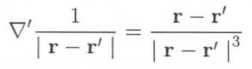 ∇′ 1 / | r − r′ | = r − r′ / | r − r′ |³